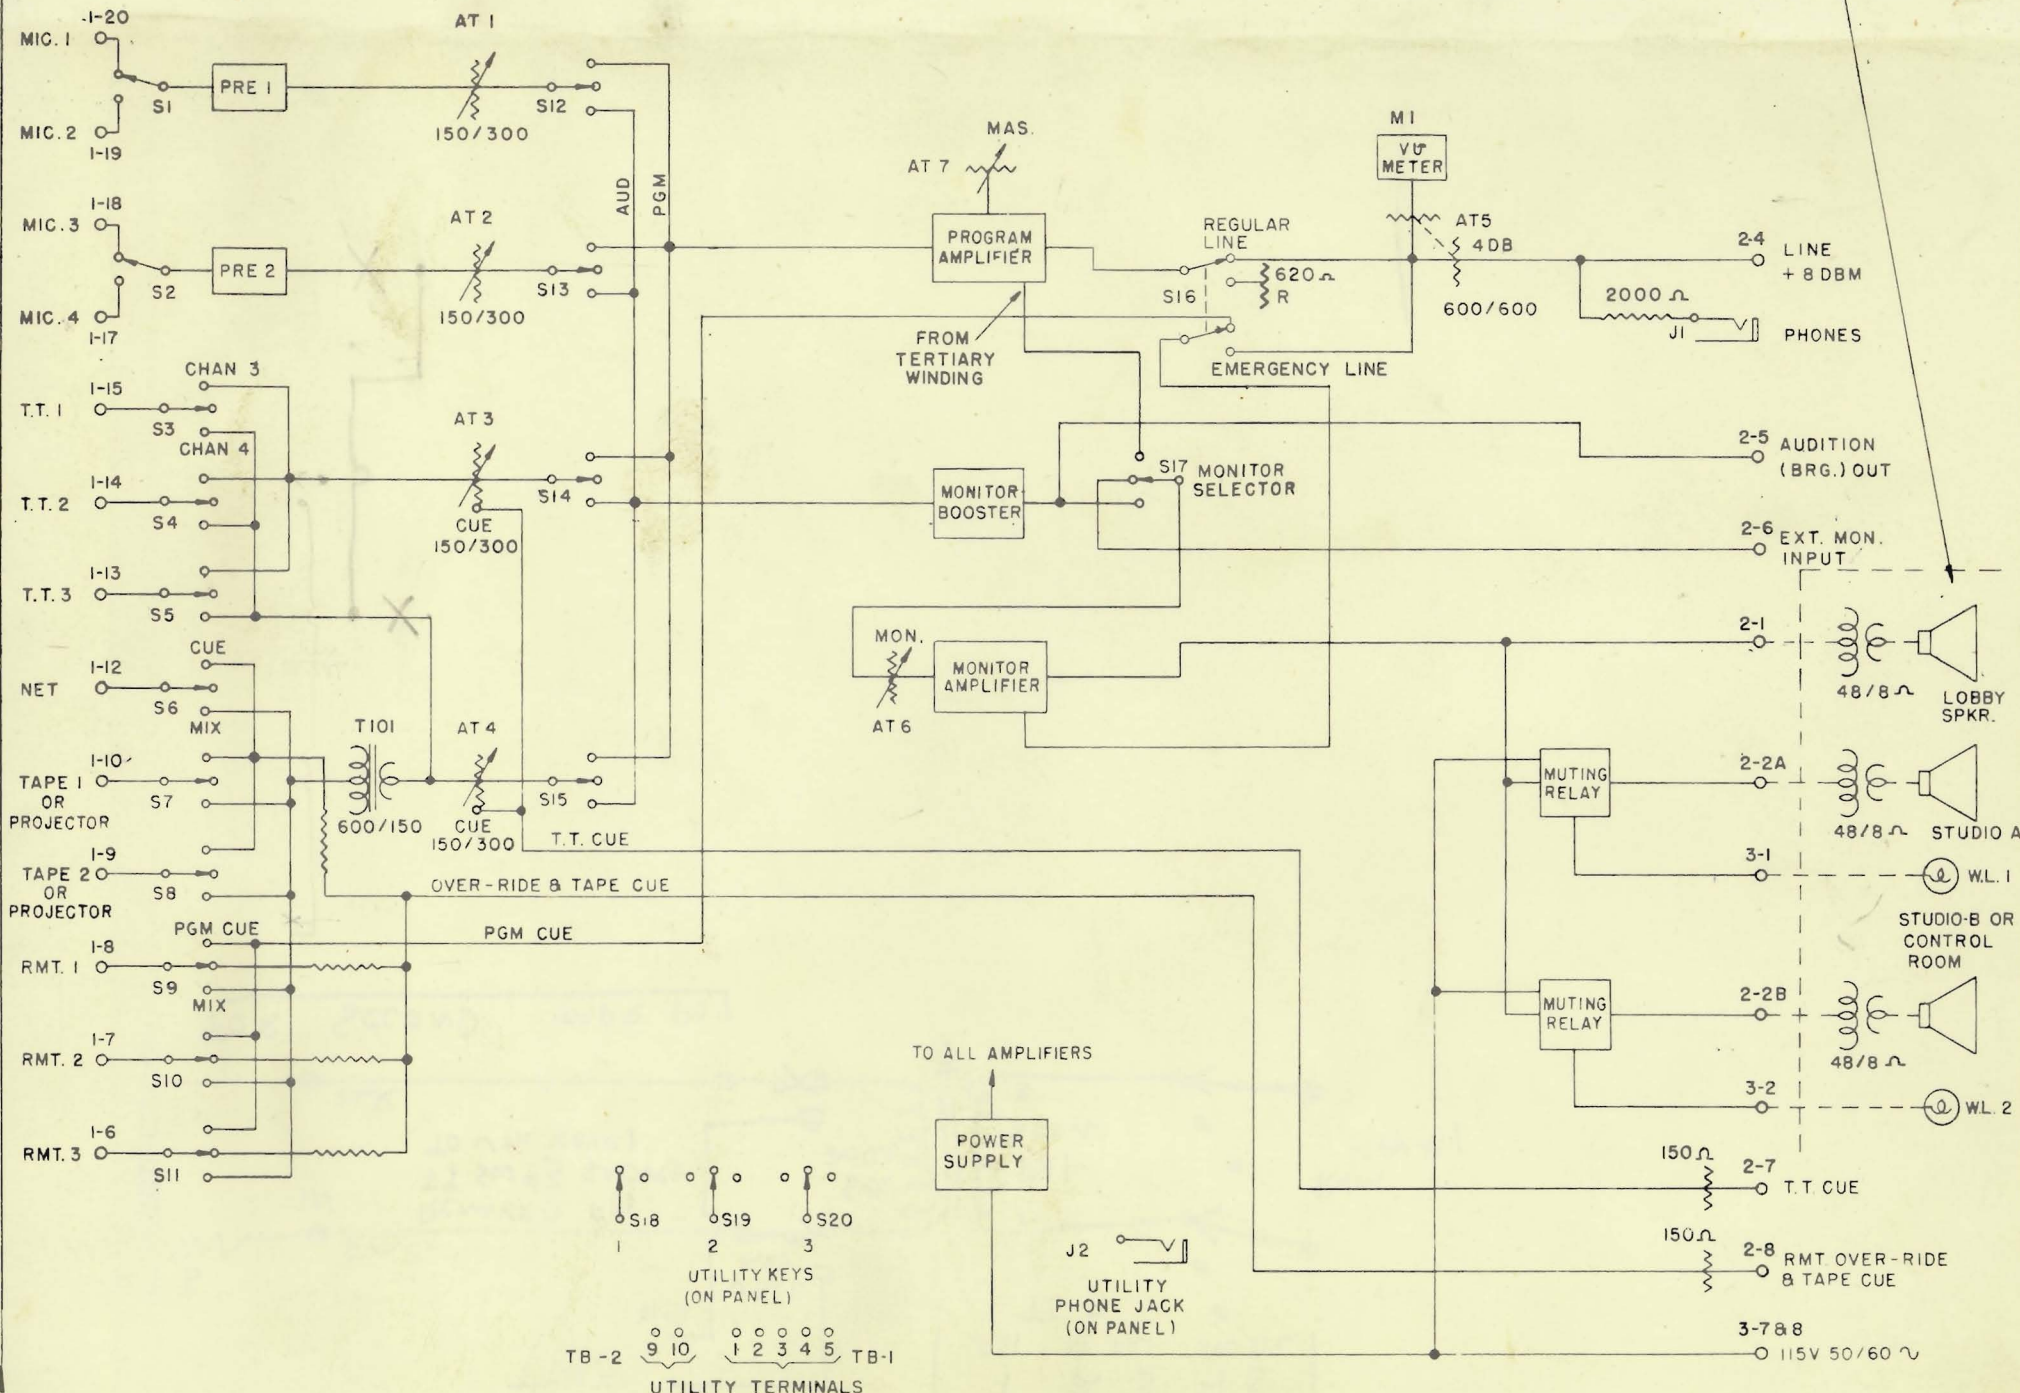 1-20
MIC. 1
S1
MIC. 2
1-19
PRE 1
AT 1
150/300
S12
1-18
MIC. 3
S2
MIC. 4
1-17
PRE 2
AT 2
150/300
S13
AUD
PGM
CHAN 3
1-15
T.T. 1
S3
CHAN 4
1-14
T.T. 2
S4
1-13
T.T. 3
S5
AT 3
CUE
150/300
S14
CUE
1-12
NET
S6
MIX
1-10
TAPE 1
OR
PROJECTOR
S7
1-9
TAPE 2
OR
PROJECTOR
S8
T101
600/150
AT 4
CUE
150/300
S15
T.T. CUE
OVER-RIDE & TAPE CUE
PGM CUE
PGM CUE
1-8
RMT. 1
S9
MIX
1-7
RMT. 2
S10
1-6
RMT. 3
S11
MAS.
AT 7
PROGRAM
AMPLIFIER
FROM
TERTIARY
WINDING
REGULAR
LINE
S16
620 Ω
R
EMERGENCY LINE
M1
VU
METER
AT5
4DB
600/600
2-4
LINE
+ 8 DBM
2000 Ω
J1
PHONES
MONITOR
BOOSTER
S17
MONITOR
SELECTOR
2-5
AUDITION
(BRG.) OUT
2-6
EXT. MON.
INPUT
MON.
AT 6
MONITOR
AMPLIFIER
2-1
48/8 Ω
LOBBY
SPKR.
MUTING
RELAY
2-2A
48/8 Ω
STUDIO A
3-1
W.L. 1
STUDIO-B OR
CONTROL
ROOM
MUTING
RELAY
2-2B
48/8 Ω
3-2
W.L. 2
TO ALL AMPLIFIERS
POWER
SUPPLY
150Ω
2-7
T.T. CUE
150Ω
2-8
RMT. OVER-RIDE
& TAPE CUE
3-7&8
115V 50/60 ~
S18
S19
S20
1
2
3
UTILITY KEYS
(ON PANEL)
J2
UTILITY
PHONE JACK
(ON PANEL)
TB-2
9 10
1 2 3 4 5
TB-1
UTILITY TERMINALS